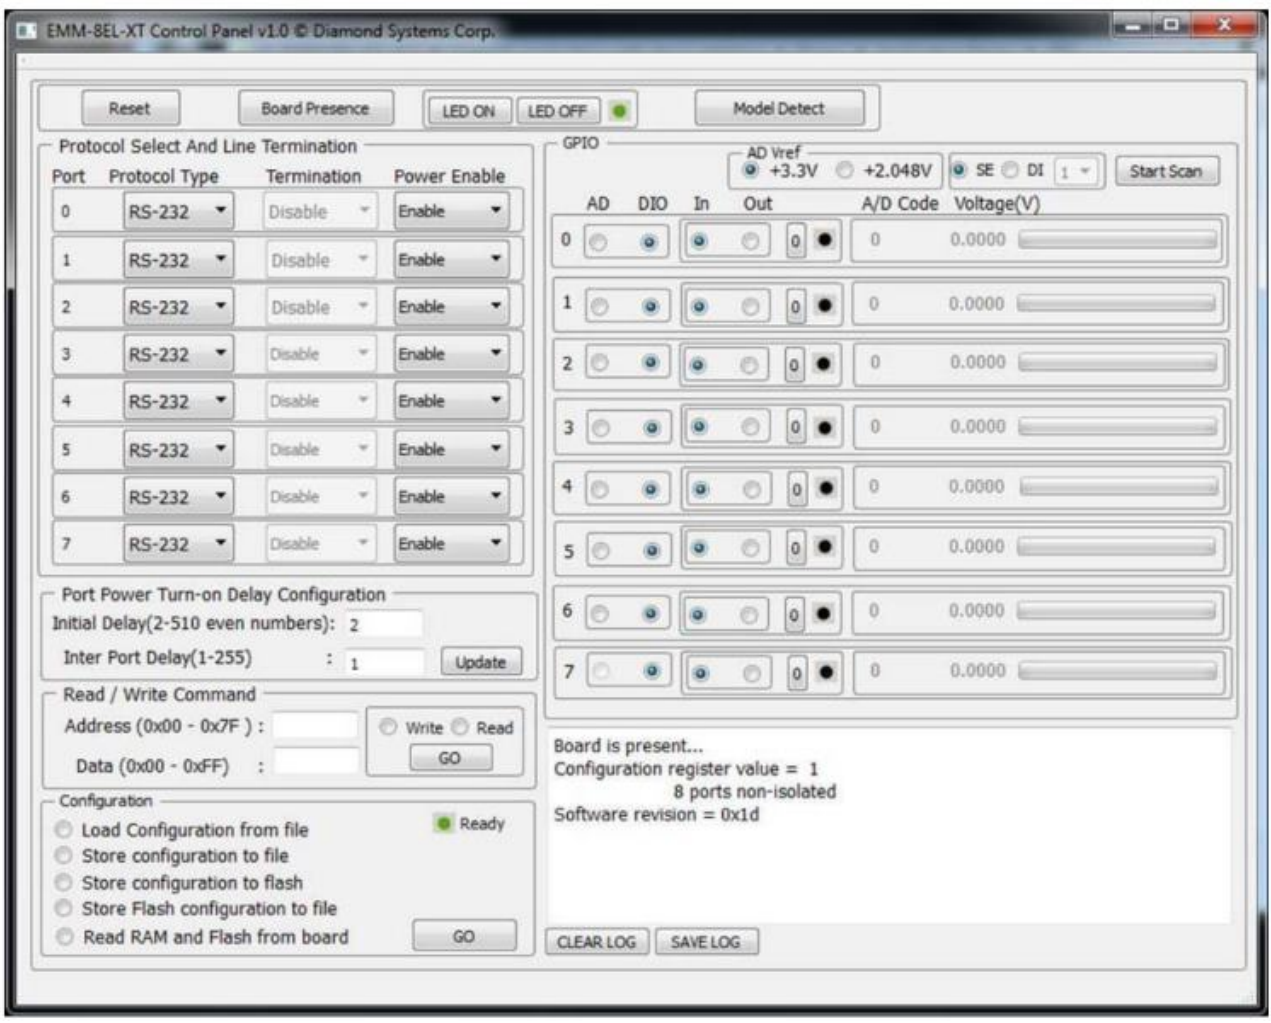 EMM-8EL-XT Control Panel v1.0 © Diamond Systems Corp.
Reset Board Presence LED ON LED OFF Model Detect
Protocol Select And Line Termination
Port Protocol Type Termination Power Enable
0 RS-232 Disable Enable
1 RS-232 Disable Enable
2 RS-232 Disable Enable
3 RS-232 Disable Enable
4 RS-232 Disable Enable
5 RS-232 Disable Enable
6 RS-232 Disable Enable
7 RS-232 Disable Enable
Port Power Turn-on Delay Configuration
Initial Delay(2-510 even numbers): 2
Inter Port Delay(1-255) : 1 Update
Read / Write Command
Address (0x00 - 0x7F ) : Write Read
Data (0x00 - 0xFF) : GO
Configuration
Load Configuration from file Ready
Store configuration to file
Store configuration to flash
Store Flash configuration to file
Read RAM and Flash from board GO
GPIO
AD Vref
+3.3V +2.048V SE DI 1 Start Scan
AD DIO In Out A/D Code Voltage(V)
0 0 0 0.0000
1 0 0 0.0000
2 0 0 0.0000
3 0 0 0.0000
4 0 0 0.0000
5 0 0 0.0000
6 0 0 0.0000
7 0 0 0.0000
Board is present...
Configuration register value = 1
8 ports non-isolated
Software revision = 0x1d
CLEAR LOG SAVE LOG